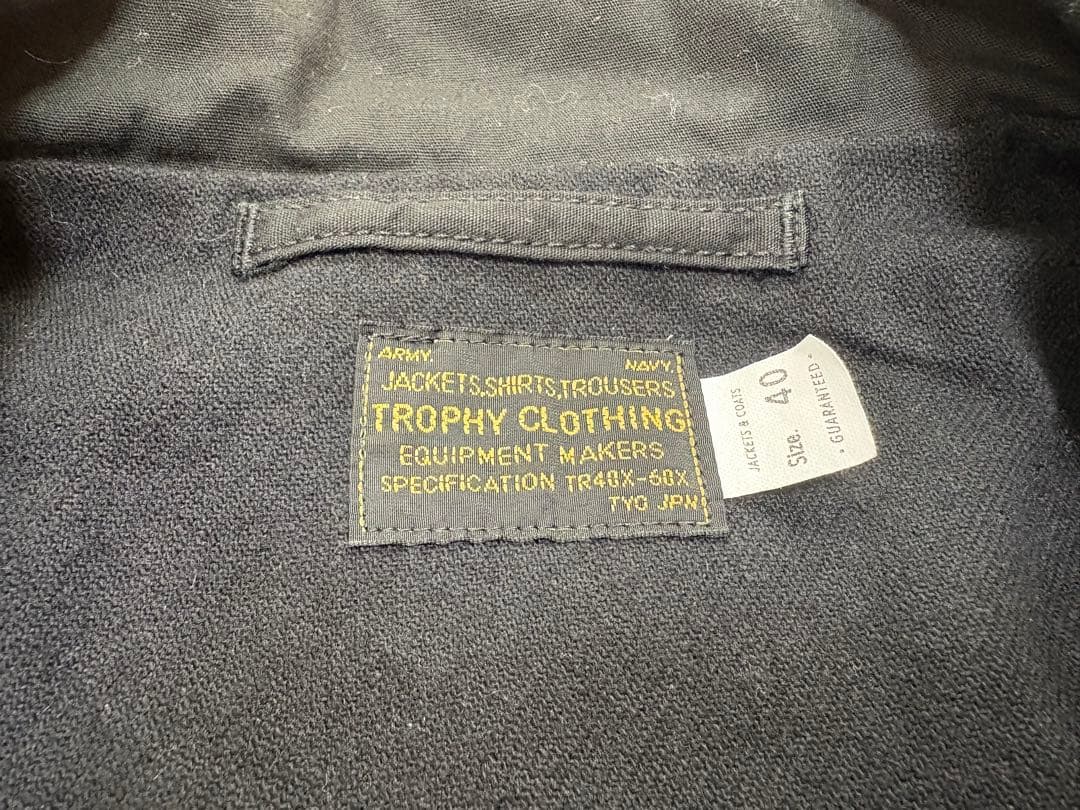 ARMY. NAVY.
JACKETS.SHIRTS,TROUSERS
TROPHY CLOTHING
EQUIPMENT MAKERS
SPECIFICATION TR40X-60X
TYO JPN
JACKETS & COATS
Size. 40
· GUARANTEED ·